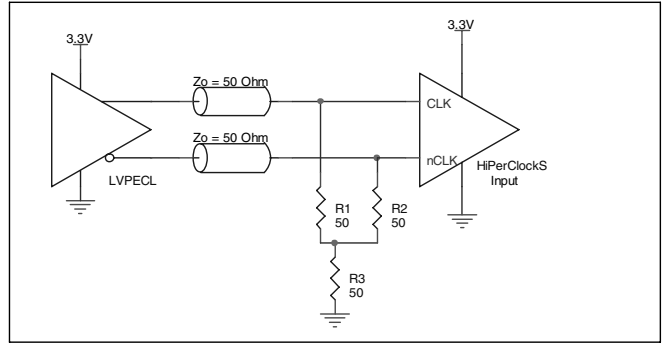 3.3V
3.3V
Zo = 50 Ohm
CLK
Zo = 50 Ohm
nCLK
HiPerClockS
Input
LVPECL
R1
50
R2
50
R3
50